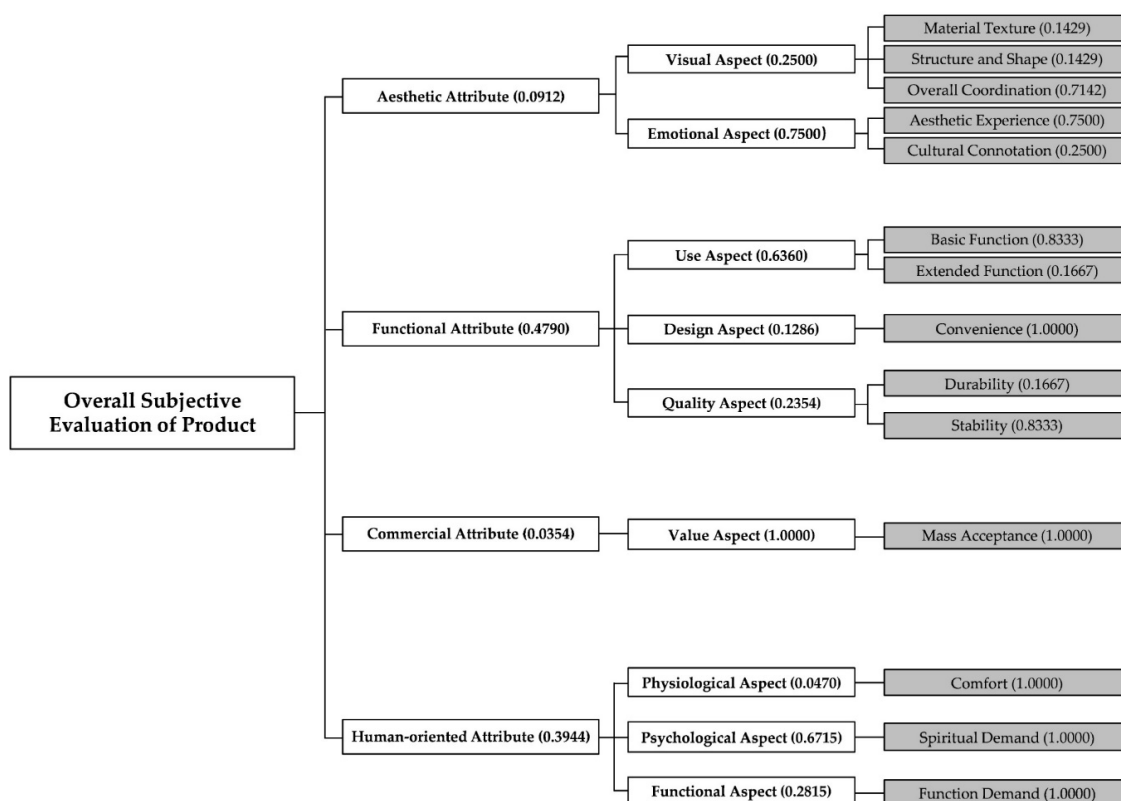 Overall Subjective
Evaluation of Product
Aesthetic Attribute (0.0912)
Visual Aspect (0.2500)
Material Texture (0.1429)
Structure and Shape (0.1429)
Overall Coordination (0.7142)
Emotional Aspect (0.7500)
Aesthetic Experience (0.7500)
Cultural Connotation (0.2500)
Functional Attribute (0.4790)
Use Aspect (0.6360)
Basic Function (0.8333)
Extended Function (0.1667)
Design Aspect (0.1286)
Convenience (1.0000)
Quality Aspect (0.2354)
Durability (0.1667)
Stability (0.8333)
Commercial Attribute (0.0354)
Value Aspect (1.0000)
Mass Acceptance (1.0000)
Human-oriented Attribute (0.3944)
Physiological Aspect (0.0470)
Comfort (1.0000)
Psychological Aspect (0.6715)
Spiritual Demand (1.0000)
Functional Aspect (0.2815)
Function Demand (1.0000)